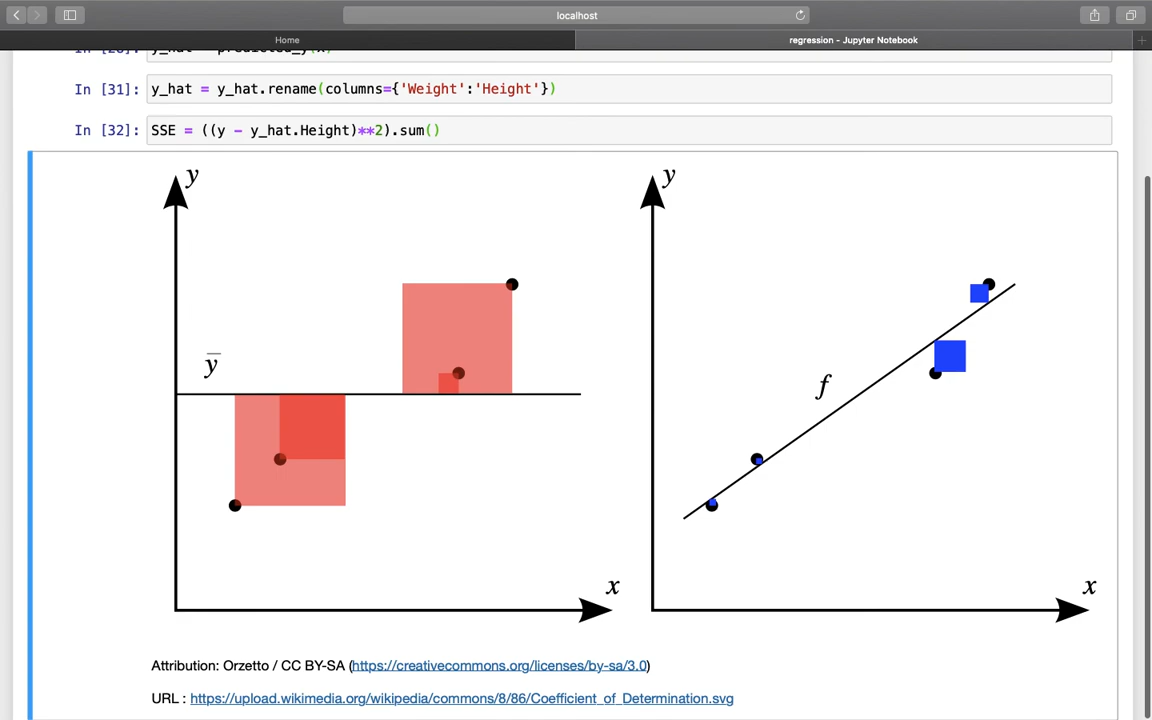 localhost
Home
regression - Jupyter Notebook
In [31]: y_hat = y_hat.rename(columns={'Weight':'Height'})
In [32]: SSE = ((y - y_hat.Height)**2).sum()
y
y
y̅
f
x
x
Attribution: Orzetto / CC BY-SA (https://creativecommons.org/licenses/by-sa/3.0)
URL : https://upload.wikimedia.org/wikipedia/commons/8/86/Coefficient_of_Determination.svg